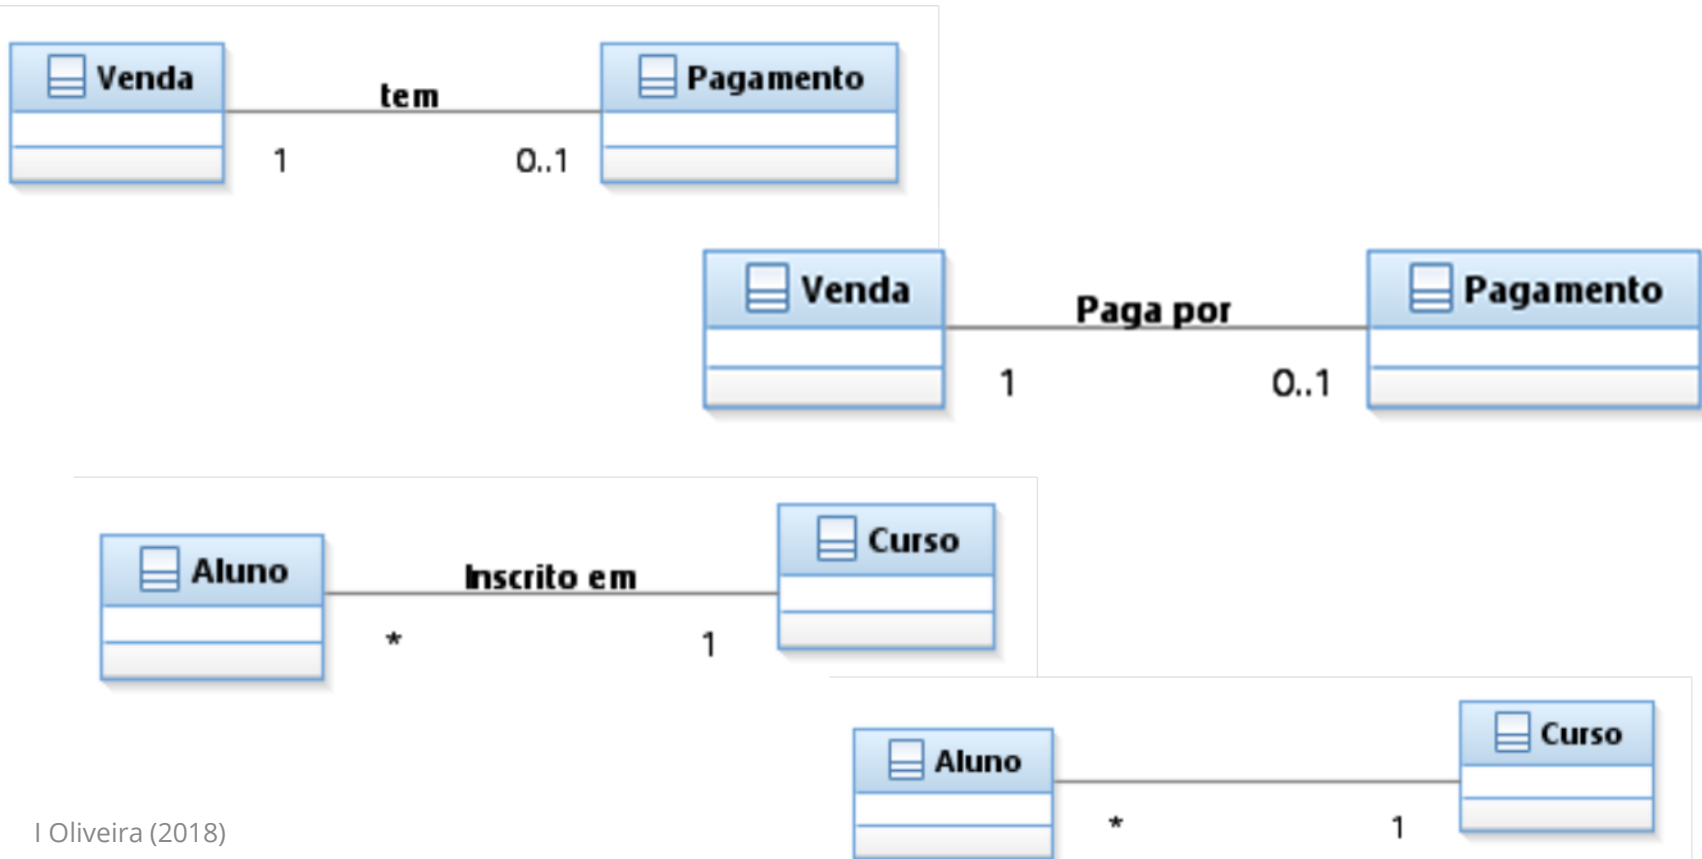 Venda
tem
Pagamento
1
0..1
Venda
Paga por
Pagamento
1
0..1
Aluno
Inscrito em
Curso
*
1
Aluno
Curso
*
1
I Oliveira (2018)